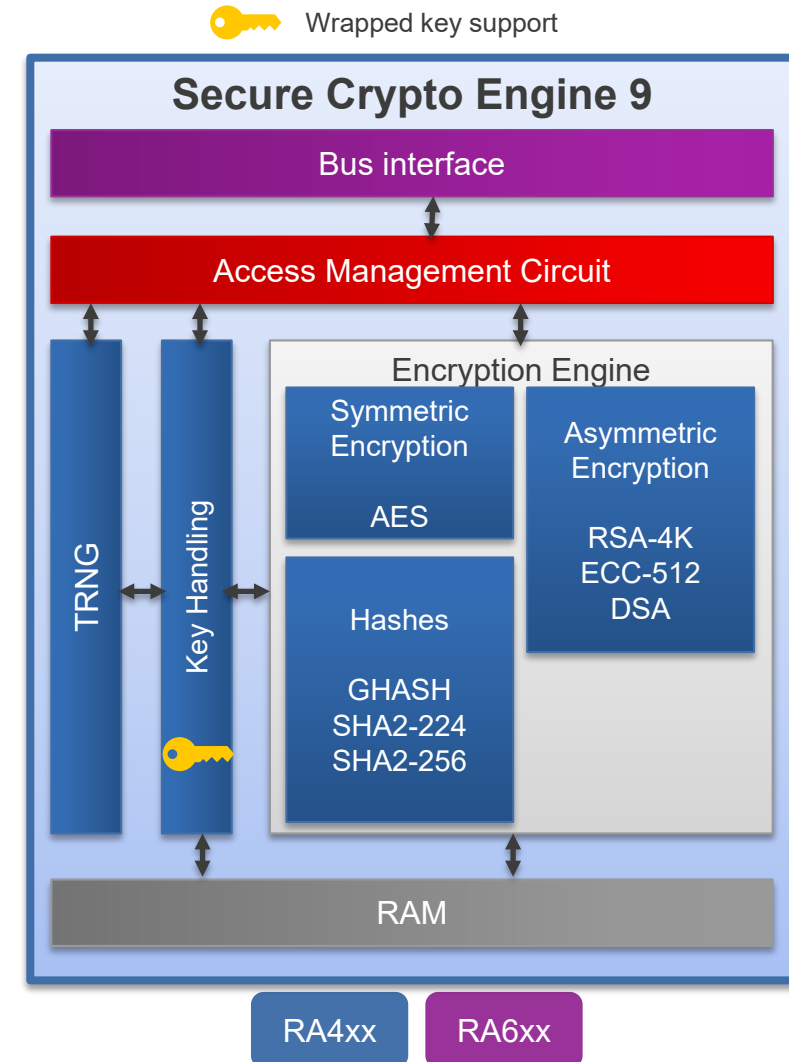 Wrapped key support
Secure Crypto Engine 9
Bus interface
Access Management Circuit
TRNG
Key Handling
Encryption Engine
Symmetric
Encryption
AES
Asymmetric
Encryption
RSA-4K
ECC-512
DSA
Hashes
GHASH
SHA2-224
SHA2-256
RAM
RA4xx
RA6xx